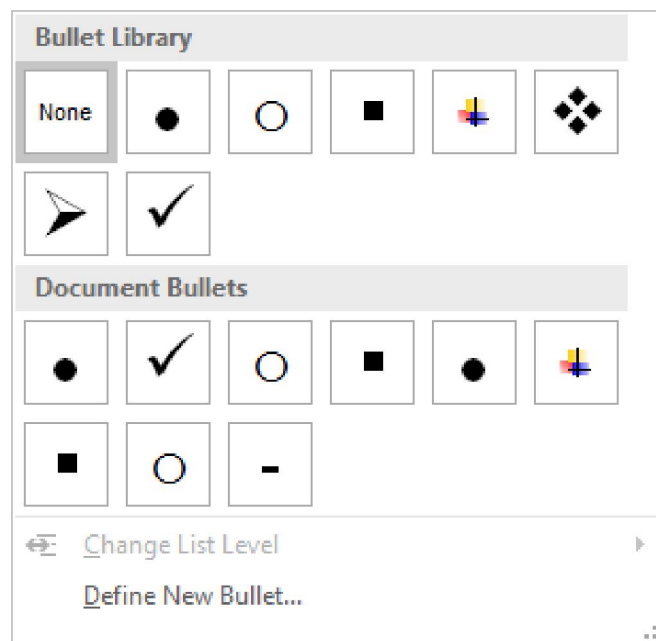 Bullet Library
None
Document Bullets
Change List Level
Define New Bullet...